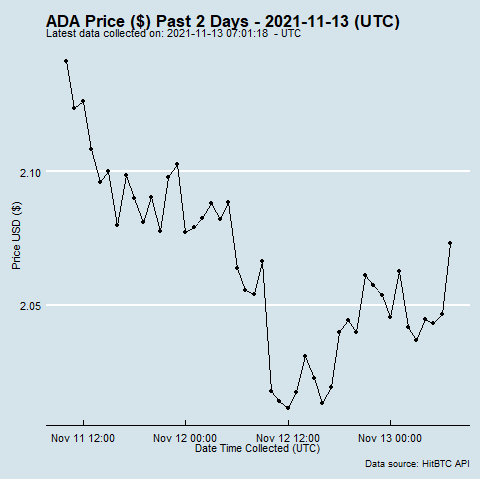 ADA Price ($) Past 2 Days - 2021-11-13 (UTC)
Latest data collected on: 2021-11-13 07:01:18 - UTC
2.10
Price USD ($)
2.05
Nov 11 12:00 Nov 12 00:00 Nov 12 12:00 Nov 13 00:00
Date Time Collected (UTC)
Data source: HitBTC API